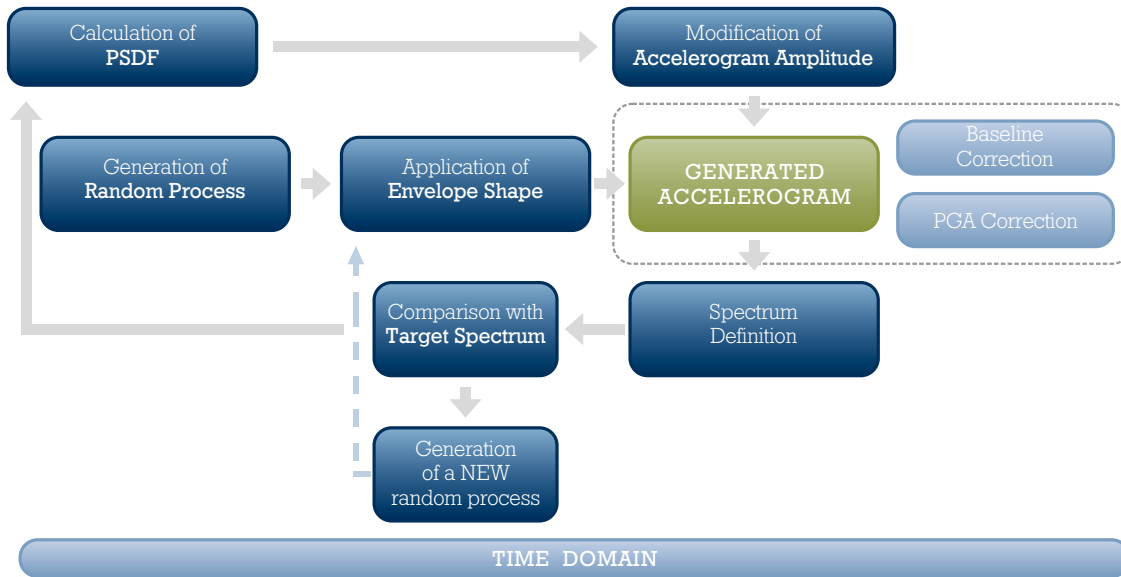 Calculation of
PSDF
Modification of
Accelerogram Amplitude
Generation of
Random Process
Application of
Envelope Shape
GENERATED
ACCELEROGRAM
Baseline
Correction
PGA Correction
Comparison with
Target Spectrum
Spectrum
Definition
Generation
of a NEW
random process
TIME DOMAIN